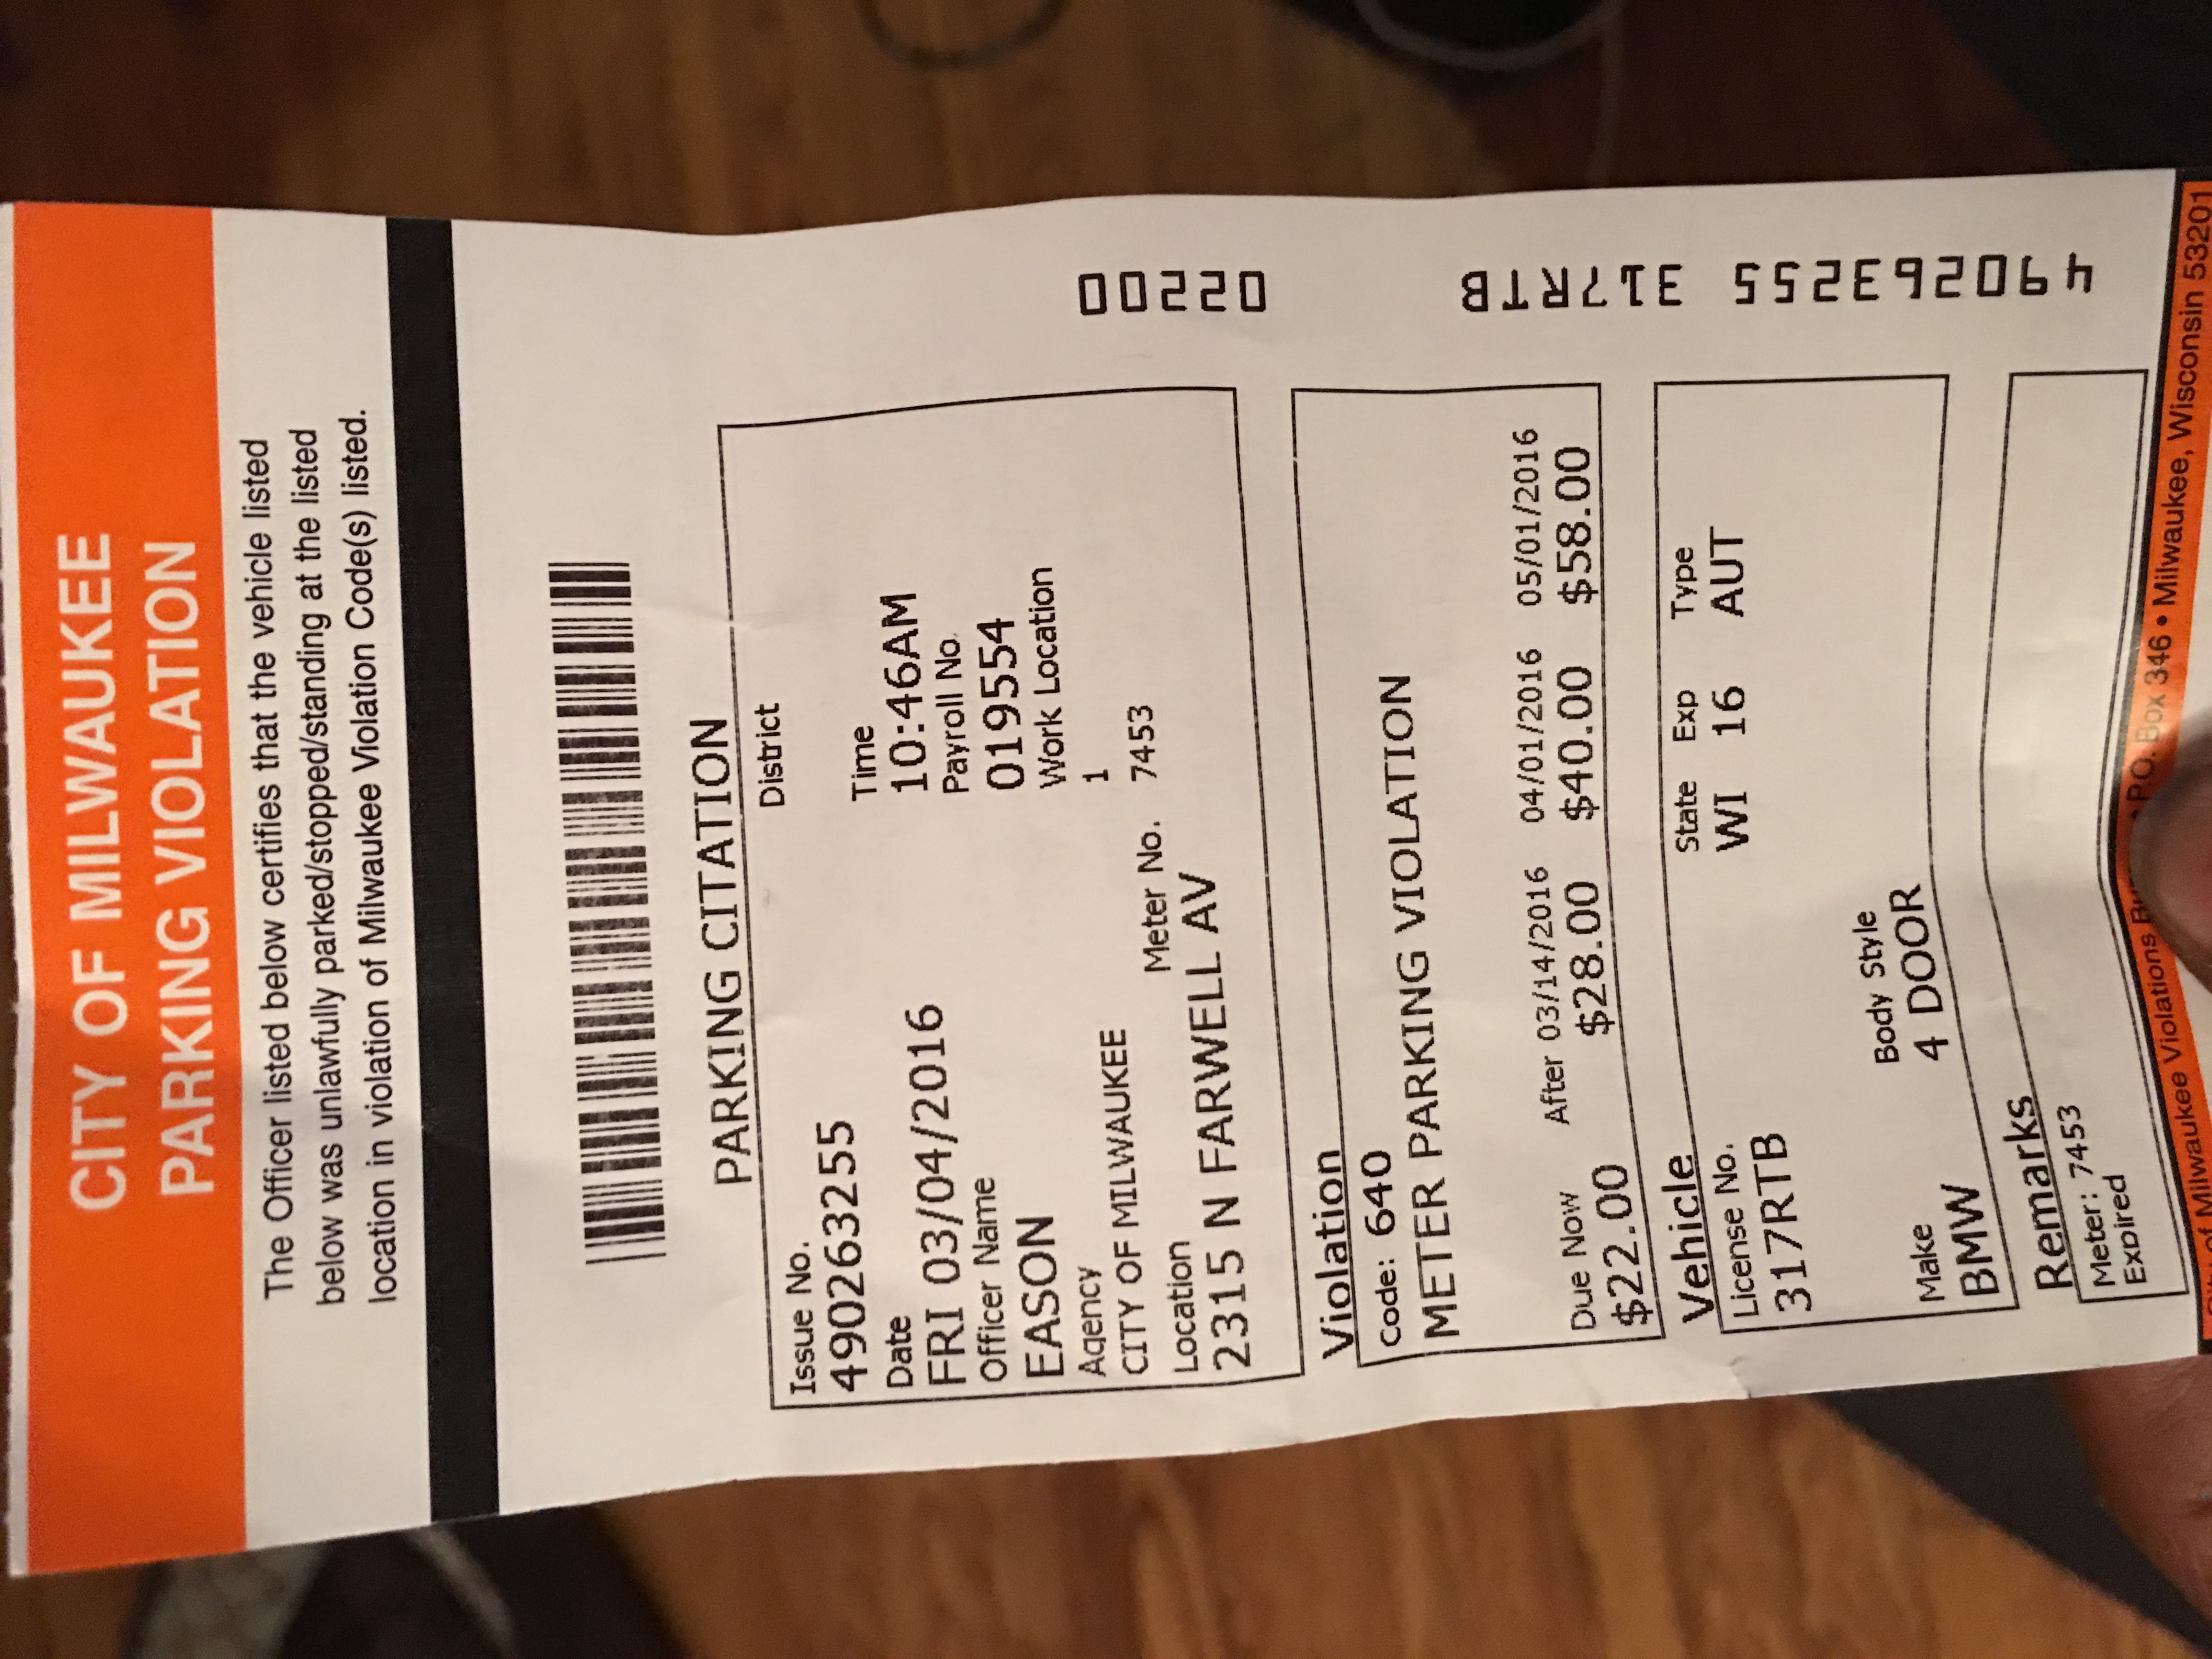 CITY OF MILWAUKEE
PARKING VIOLATION
The Officer listed below certifies that the vehicle listed
below was unlawfully parked/stopped/standing at the listed
location in violation of Milwaukee Violation Code(s) listed.
PARKING CITATION
Issue No. District
490263255
Date Time
FRI 03/04/2016 10:46AM
Officer Name Payroll No.
EASON 019554
Agency Work Location
CITY OF MILWAUKEE 1
Location Meter No. 7453
2315 N FARWELL AV
Violation
Code: 640
METER PARKING VIOLATION
Due Now After 03/14/2016 04/01/2016 05/01/2016
$22.00 $28.00 $40.00 $58.00
Vehicle
License No. State Exp Type
317RTB WI 16 AUT
Make Body Style
BMW 4 DOOR
Remarks
Meter: 7453
Expired
City of Milwaukee Violations • P.O. Box 346 • Milwaukee, Wisconsin 53201
490263255 317RTB 02200